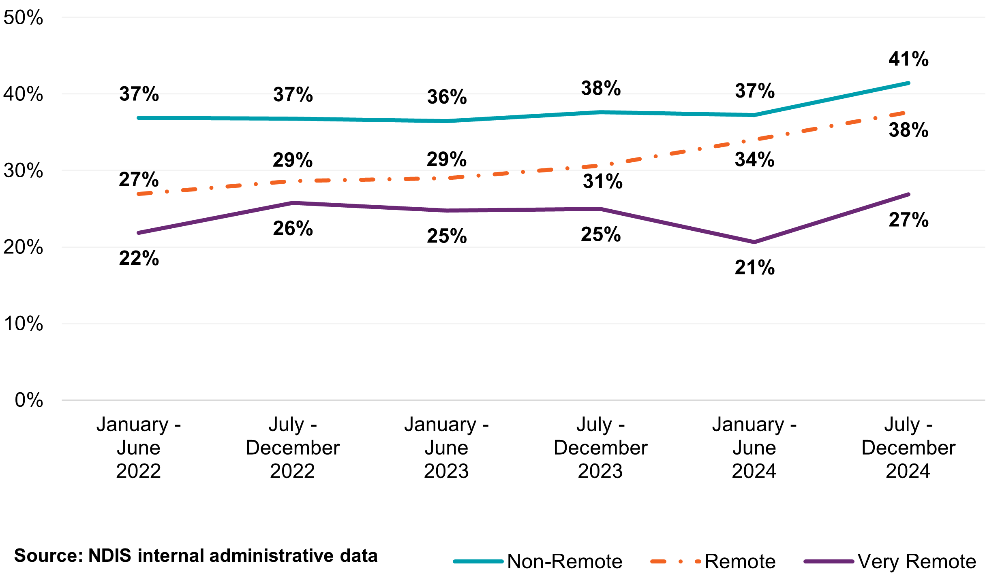 50%
40%
30%
20%
10%
0%
37%
37%
36%
38%
37%
41%
27%
29%
29%
31%
34%
38%
22%
26%
25%
25%
21%
27%
January -
June
2022
July -
December
2022
January -
June
2023
July -
December
2023
January -
June
2024
July -
December
2024
Source: NDIS internal administrative data
Non-Remote
Remote
Very Remote